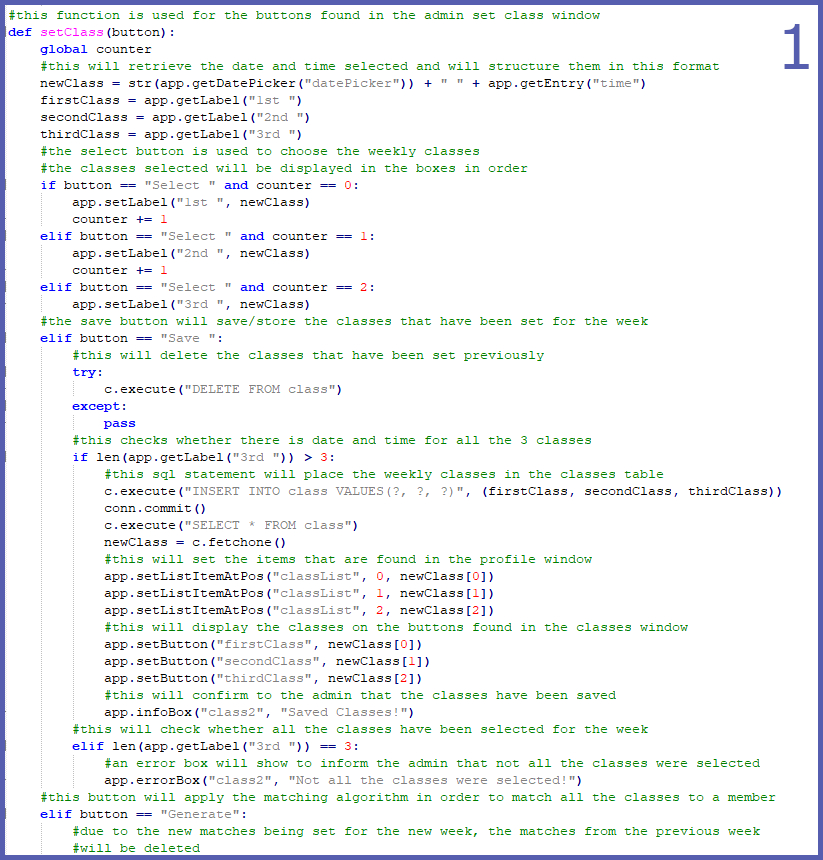 #this function is used for the buttons found in the admin set class window
def setClass(button):
    global counter
    #this will retrieve the date and time selected and will structure them in this format
    newClass = str(app.getDatePicker("datePicker")) + " " + app.getEntry("time")
    firstClass = app.getLabel("1st ")
    secondClass = app.getLabel("2nd ")
    thirdClass = app.getLabel("3rd ")
    #the select button is used to choose the weekly classes
    #the classes selected will be displayed in the boxes in order
    if button == "Select " and counter == 0:
        app.setLabel("1st ", newClass)
        counter += 1
    elif button == "Select " and counter == 1:
        app.setLabel("2nd ", newClass)
        counter += 1
    elif button == "Select " and counter == 2:
        app.setLabel("3rd ", newClass)
    #the save button will save/store the classes that have been set for the week
    elif button == "Save ":
        #this will delete the classes that have been set previously
        try:
            c.execute("DELETE FROM class")
        except:
            pass
        #this checks whether there is date and time for all the 3 classes
        if len(app.getLabel("3rd ")) > 3:
            #this sql statement will place the weekly classes in the classes table
            c.execute("INSERT INTO class VALUES(?, ?, ?)", (firstClass, secondClass, thirdClass))
            conn.commit()
            c.execute("SELECT * FROM class")
            newClass = c.fetchone()
            #this will set the items that are found in the profile window
            app.setListItemAtPos("classList", 0, newClass[0])
            app.setListItemAtPos("classList", 1, newClass[1])
            app.setListItemAtPos("classList", 2, newClass[2])
            #this will display the classes on the buttons found in the classes window
            app.setButton("firstClass", newClass[0])
            app.setButton("secondClass", newClass[1])
            app.setButton("thirdClass", newClass[2])
            #this will confirm to the admin that the classes have been saved
            app.infoBox("class2", "Saved Classes!")
        #this will check whether all the classes have been selected for the week
        elif len(app.getLabel("3rd ")) == 3:
            #an error box will show to inform the admin that not all the classes were selected
            app.errorBox("class2", "Not all the classes were selected!")
    #this button will apply the matching algorithm in order to match all the classes to a member
    elif button == "Generate":
        #due to the new matches being set for the new week, the matches from the previous week
        #will be deleted
1